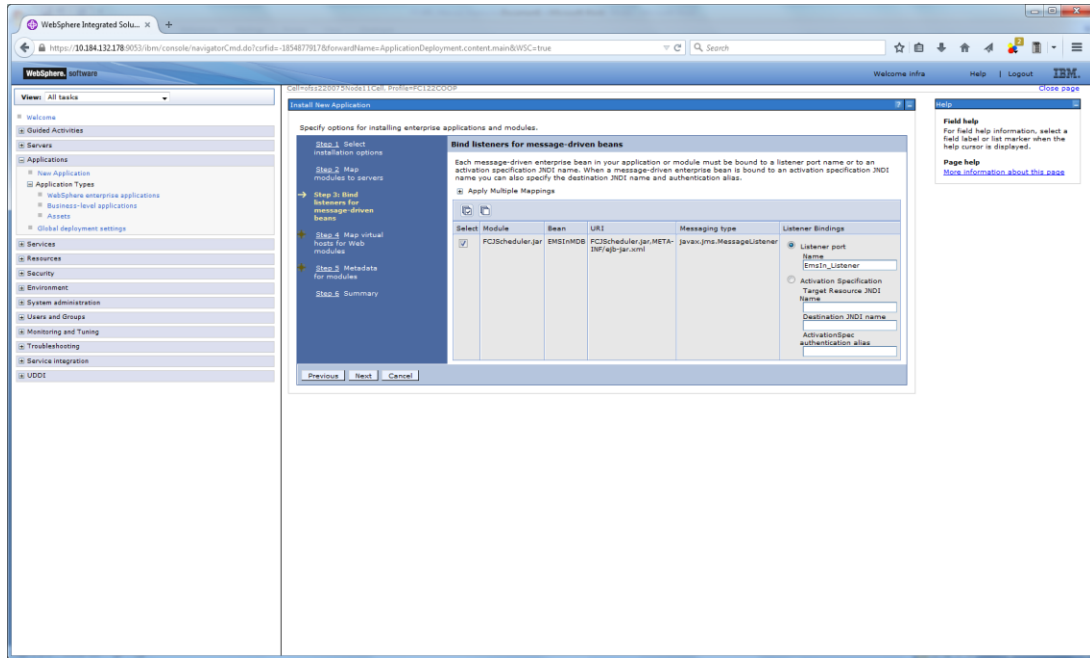 WebSphere Integrated Solu... × +
https://10.184.132.178:9053/ibm/console/navigatorCmd.do?csrfid=-1854877917&forwardName=ApplicationDeployment.content.main&WSC=true
Search
2
WebSphere. software
Welcome infra
Help | Logout
IBM.
View: All tasks
Cell=ofss220075Node11Cell, Profile=FC122COOP
Close page
Welcome
Guided Activities
Servers
Applications
New Application
Application Types
WebSphere enterprise applications
Business-level applications
Assets
Global deployment settings
Services
Resources
Security
Environment
System administration
Users and Groups
Monitoring and Tuning
Troubleshooting
Service integration
UDDI
Install New Application
?
Specify options for installing enterprise applications and modules.
Step 1 Select
installation options
Step 2 Map
modules to servers
Step 3: Bind
listeners for
message-driven
beans
Step 4 Map virtual
hosts for Web
modules
Step 5 Metadata
for modules
Step 6 Summary
Bind listeners for message-driven beans
Each message-driven enterprise bean in your application or module must be bound to a listener port name or to an
activation specification JNDI name. When a message-driven enterprise bean is bound to an activation specification JNDI
name you can also specify the destination JNDI name and authentication alias.
Apply Multiple Mappings
Select Module Bean URI Messaging type Listener Bindings
FCJScheduler.jar EMSInMDB FCJScheduler.jar,META-
INF/ejb-jar.xml
javax.jms.MessageListener
Listener port
Name
EmsIn_Listener
Activation Specification
Target Resource JNDI
Name
Destination JNDI name
ActivationSpec
authentication alias
Previous Next Cancel
Help
Field help
For field help information, select a
field label or list marker when the
help cursor is displayed.
Page help
More information about this page